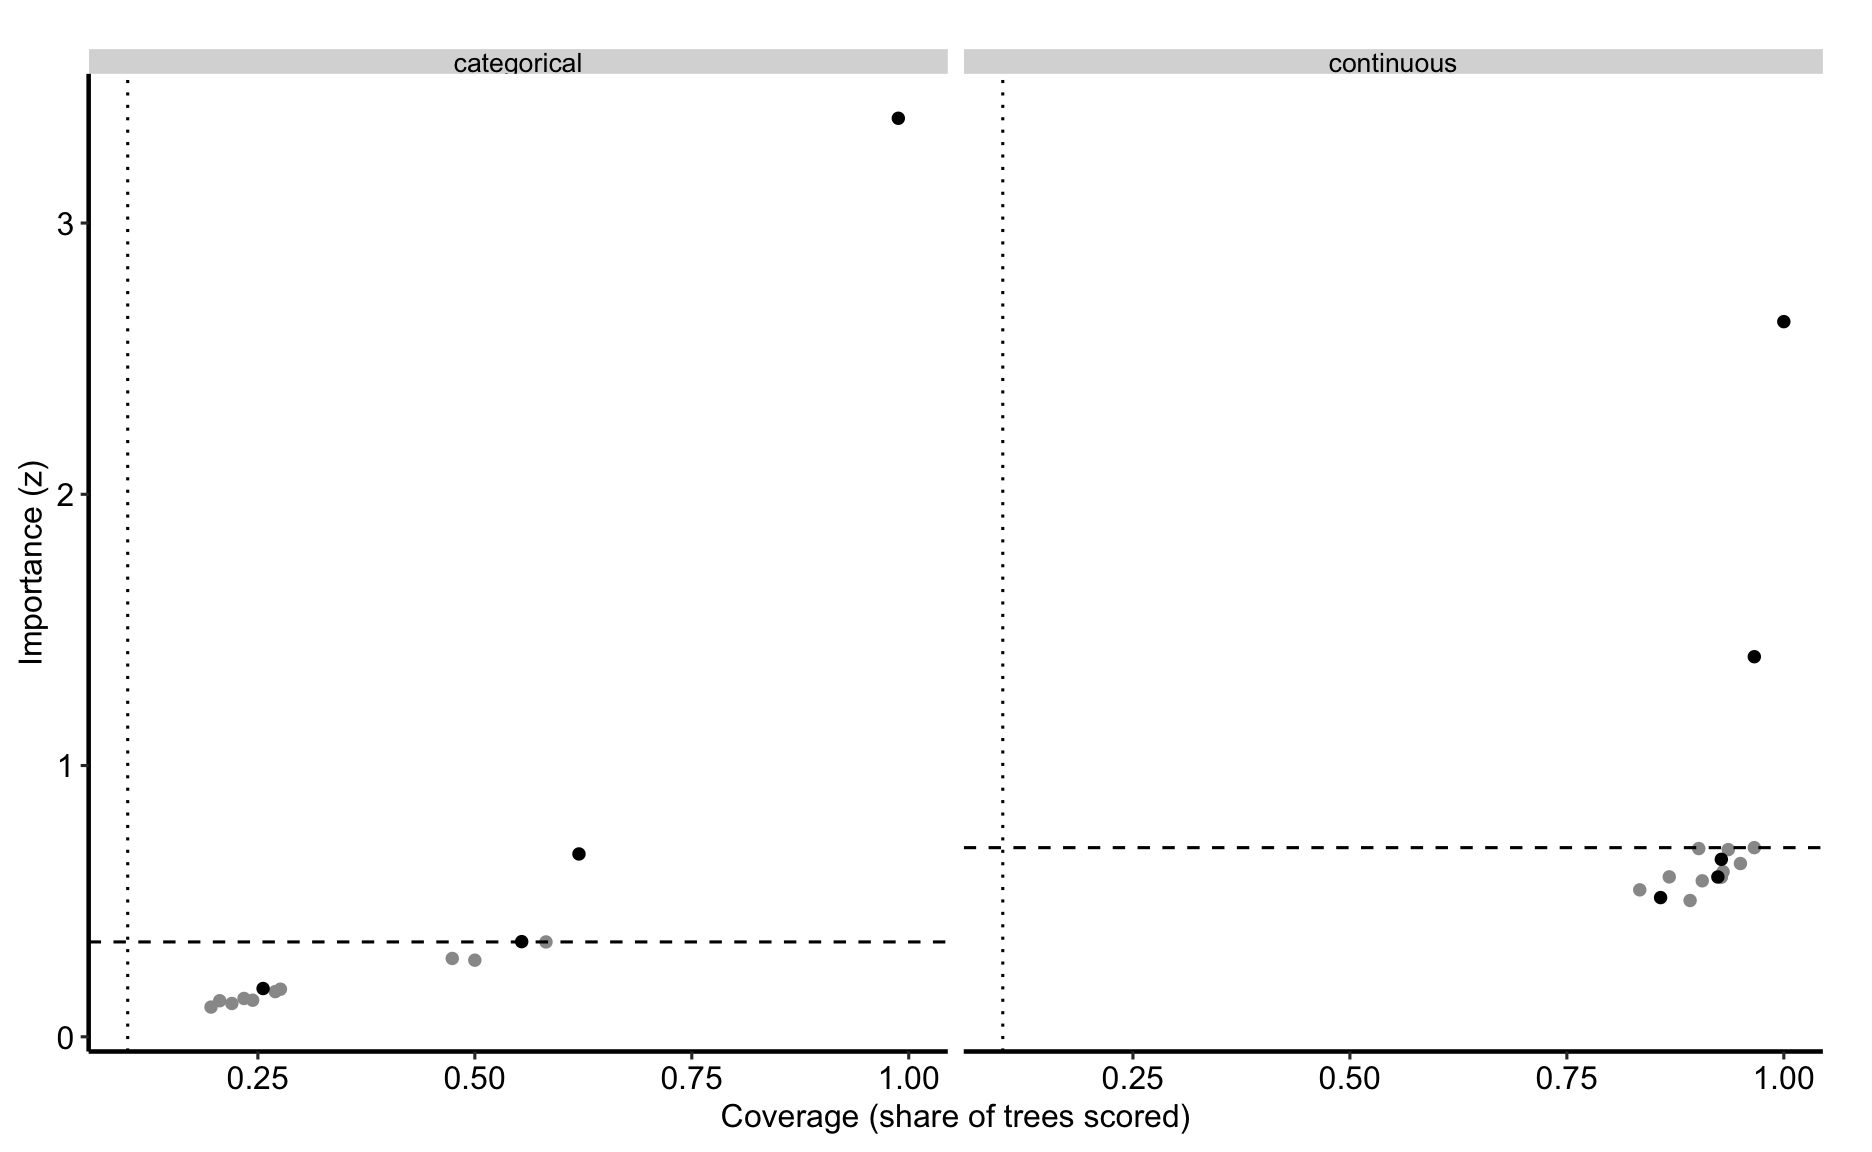 categorical
continuous
3
2
1
0
Importance (z)
0.25 0.50 0.75 1.00
0.25 0.50 0.75 1.00
Coverage (share of trees scored)